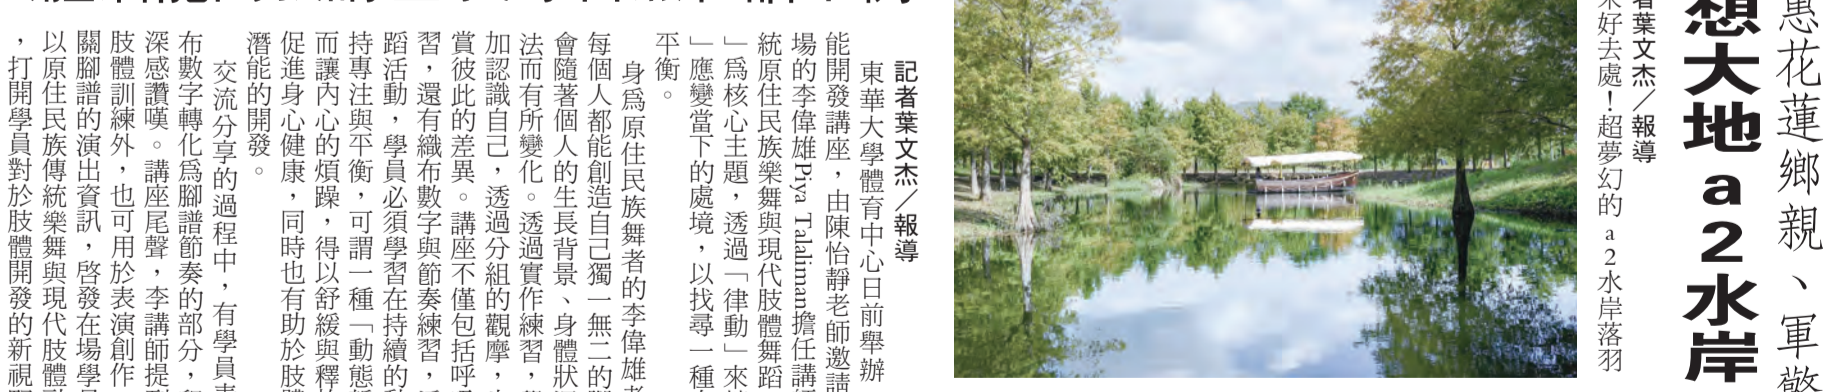 惠花蓮鄉親、軍警
想大地a2水岸
者葉文杰／報導
來好去處！超夢幻的a2水岸落羽
記者葉文杰／報導
東華大學體育中心日前舉辦
能開發講座，由陳怡靜老師邀請
場的李偉雄Piya Talaliman擔任講師
統原住民族樂舞與現代肢體舞蹈
」爲核心主題，透過「律動」來
」應變當下的處境，以找尋一種
平衡。
身爲原住民族舞者的李偉雄老
每個人都能創造自己獨一無二的
會隨著個人的生長背景、身體狀
法而有所變化。透過實作練習，
加認識自己，透過分組的觀摩，
賞彼此的差異。講座不僅包括呼
習，還有織布數字與節奏練習，
蹈活動，學員必須學習在持續的
持專注與平衡，可謂一種「動態
而讓內心的煩躁，得以舒緩與釋
促進身心健康，同時也有助於肢體
潛能的開發。
交流分享的過程中，有學員
布數字轉化爲腳譜節奏的部分，
深感讚嘆。講座尾聲，李講師提
肢體訓練外，也可用於表演創作
關腳譜的演出資訊，啓發在場學
以原住民族傳統樂舞與現代肢體
，打開學員對於肢體開發的新視